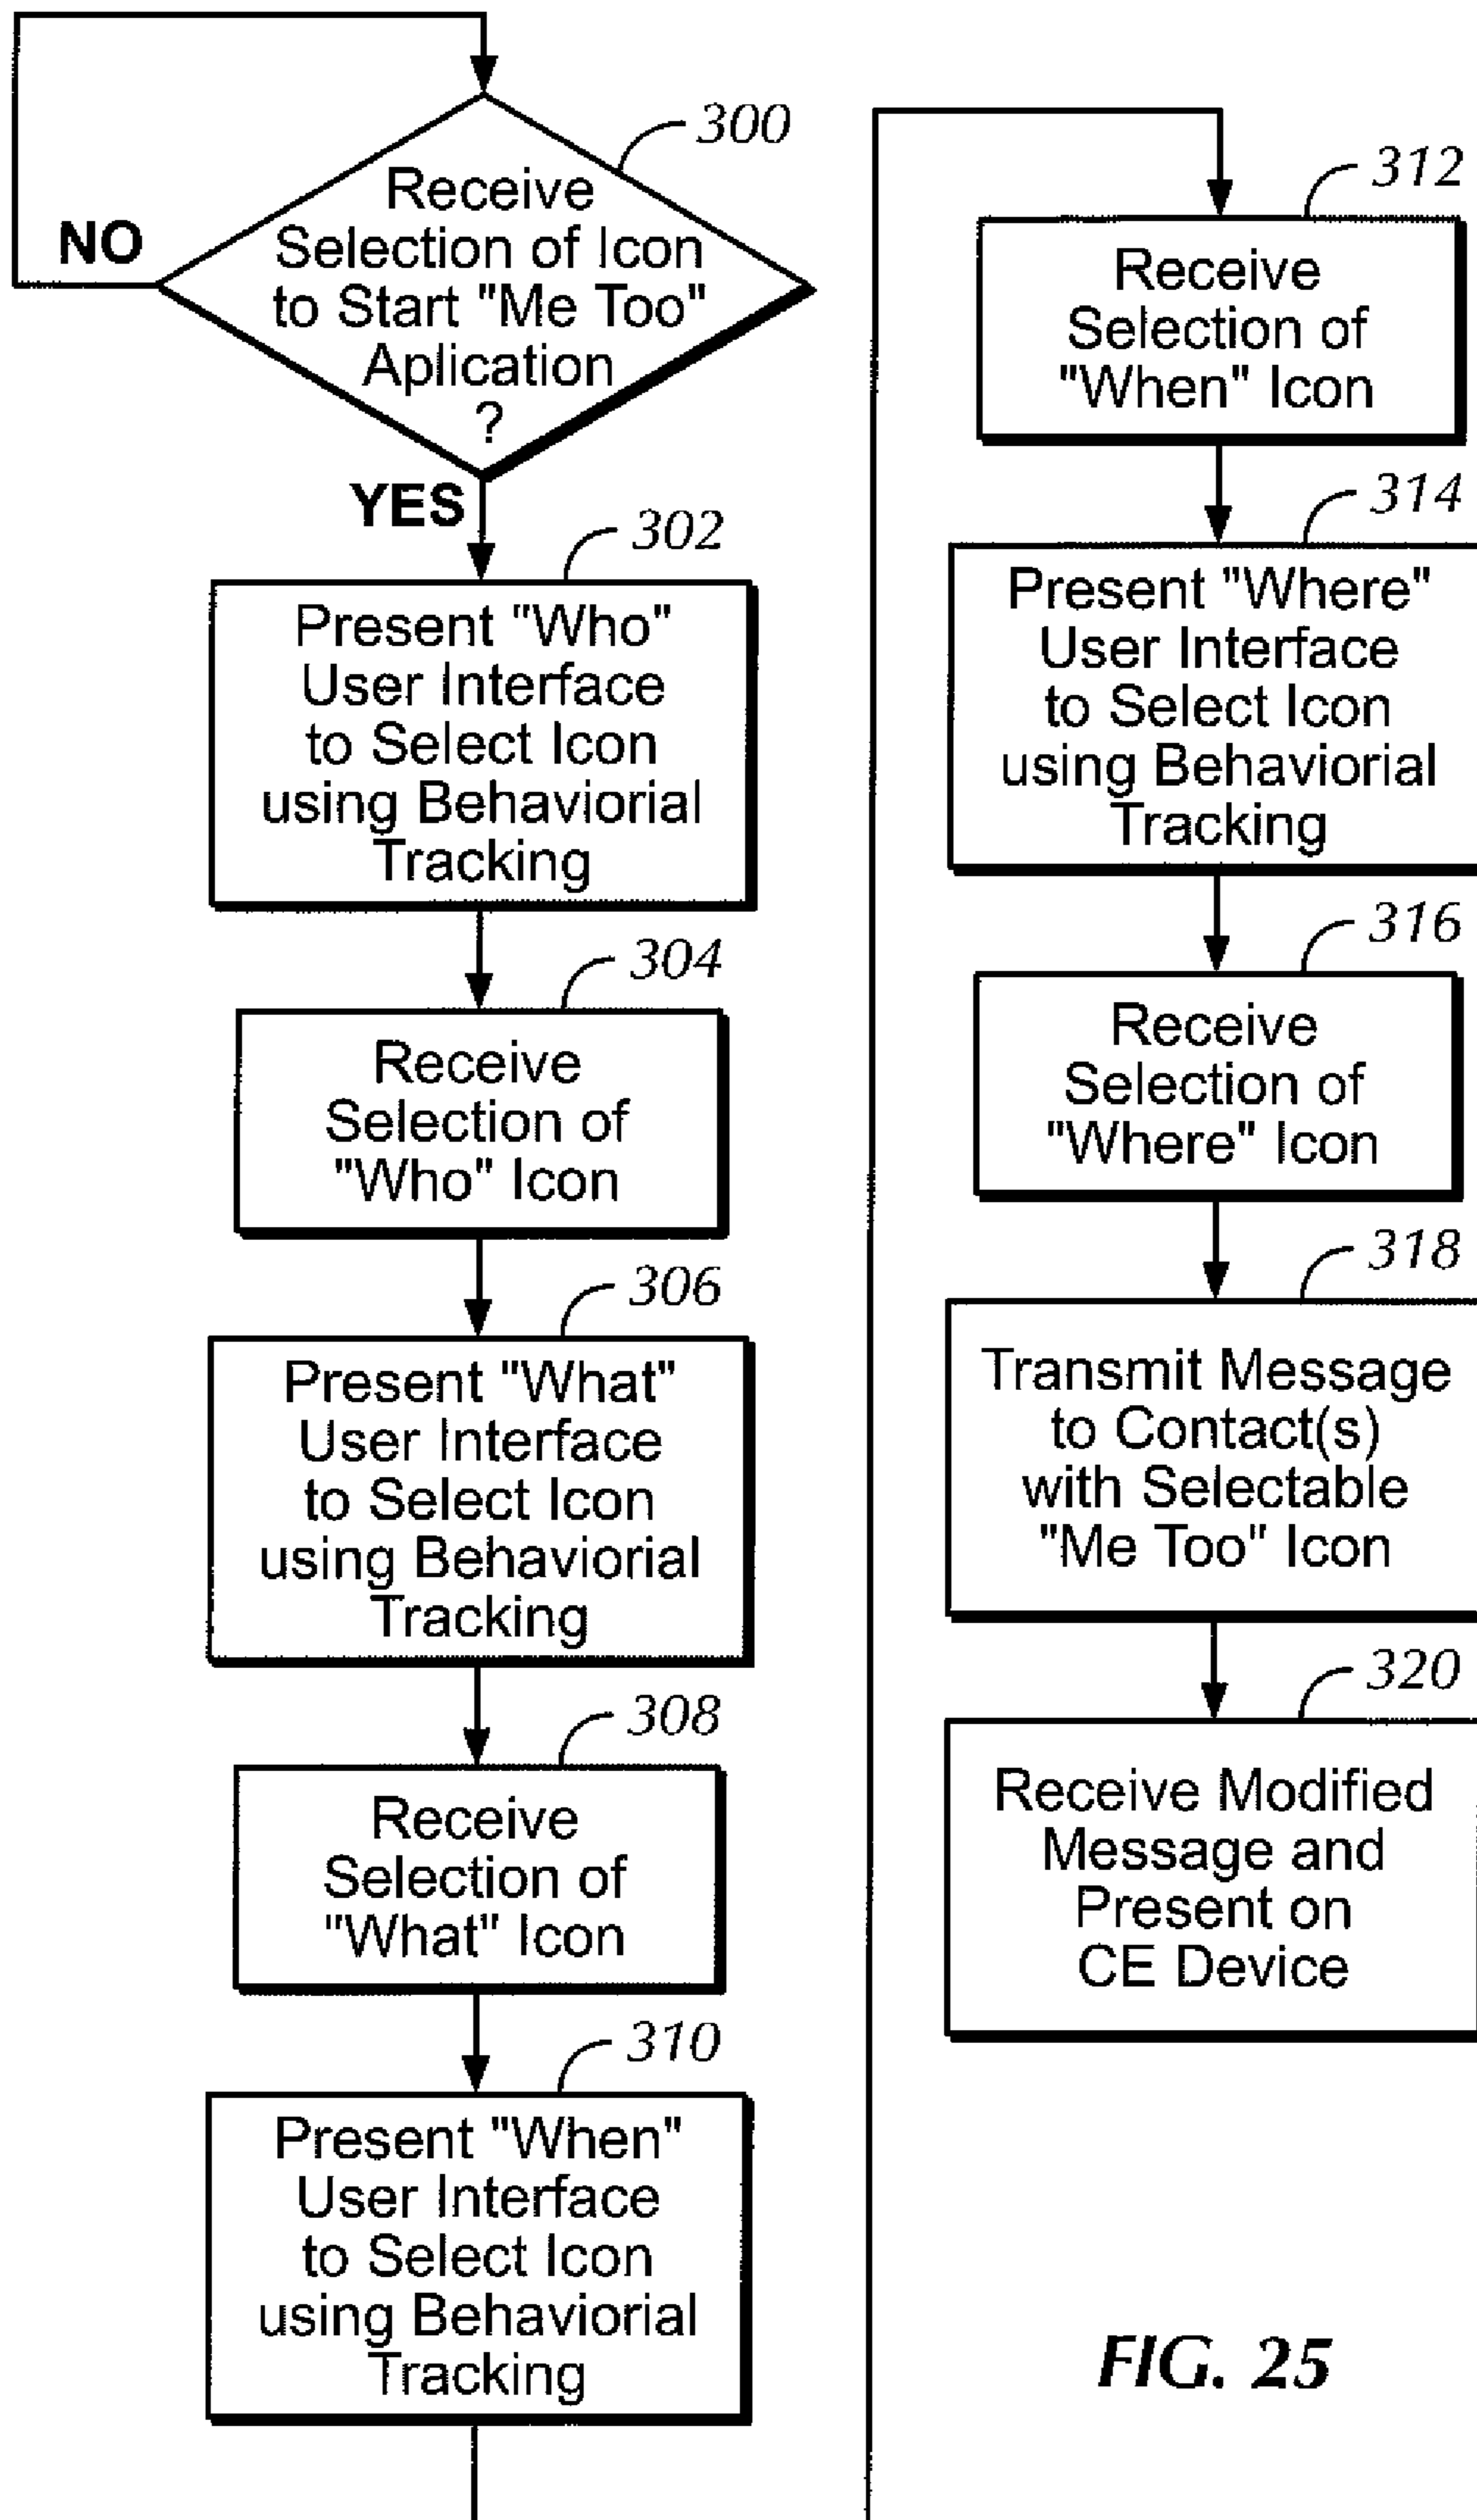 300
Receive
Selection of Icon
to Start "Me Too"
Aplication
?
NO
YES
302
Present "Who"
User Interface
to Select Icon
using Behaviorial
Tracking
304
Receive
Selection of
"Who" Icon
306
Present "What"
User Interface
to Select Icon
using Behaviorial
Tracking
308
Receive
Selection of
"What" Icon
310
Present "When"
User Interface
to Select Icon
using Behaviorial
Tracking
312
Receive
Selection of
"When" Icon
314
Present "Where"
User Interface
to Select Icon
using Behaviorial
Tracking
316
Receive
Selection of
"Where" Icon
318
Transmit Message
to Contact(s)
with Selectable
"Me Too" Icon
320
Receive Modified
Message and
Present on
CE Device
FIG. 25